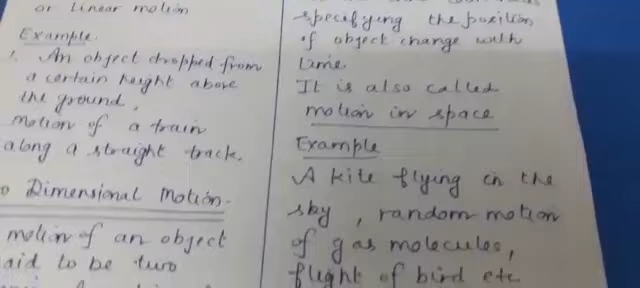 or linear motion
Example
1. An object dropped from
a certain height above
the ground,
motion of a train
along a straight track.
Dimensional Motion-
motion of an object
aid to be two
specifying the position
of object change with
time
It is also called
motion in space
Example
A kite flying in the
sky, random motion
of gas molecules,
flight of bird etc